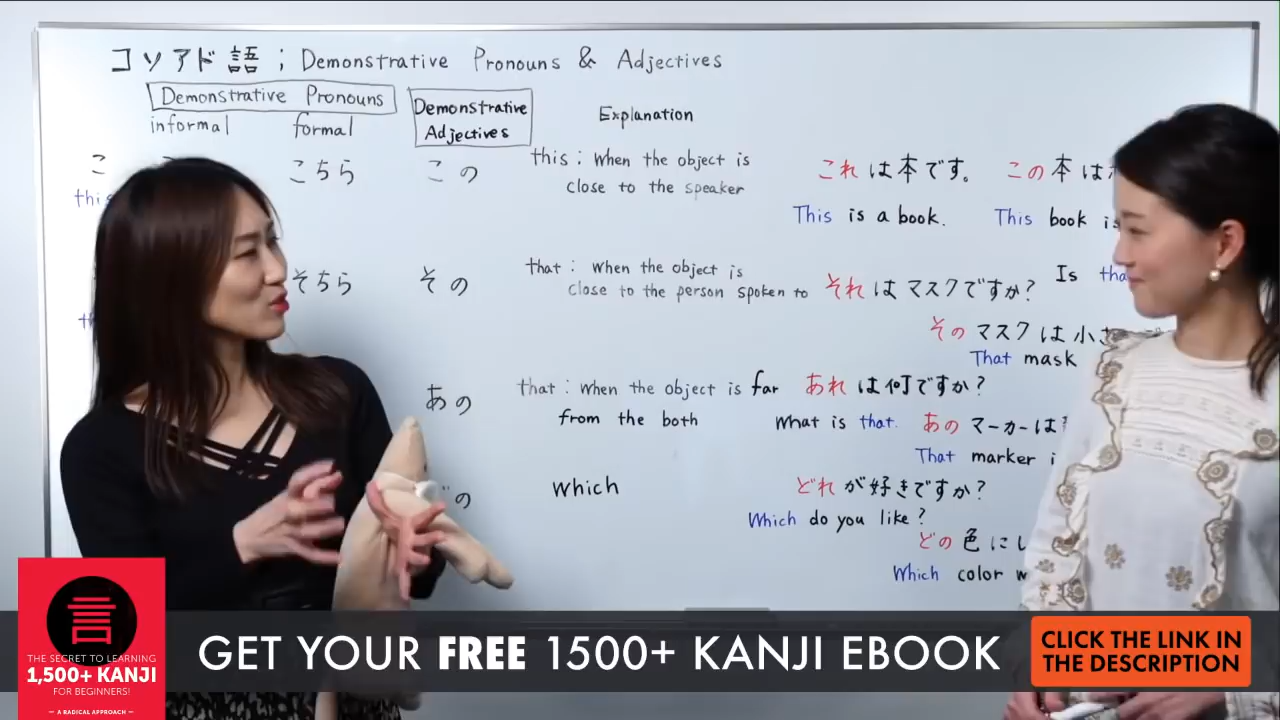 コソアド語 ; Demonstrative Pronouns & Adjectives
Demonstrative Pronouns
Demonstrative Adjectives
Explanation
informal
formal
こ
こちら
この
this : When the object is
close to the speaker
this
これは本です。
この本は
This is a book.
This book is
そちら
その
that : When the object is
close to the person spoken to
それはマスクですか?
Is tha
そのマスクは小さ
That mask
あの
that : When the object is far
from the both
あれは何ですか?
What is that.
あのマーカーは
That marker i
の
which
どれが好きですか?
Which do you like ?
どの色にし
Which color w
言
THE SECRET TO LEARNING
1,500+ KANJI
FOR BEGINNERS!
— A RADICAL APPROACH —
GET YOUR FREE 1500+ KANJI EBOOK
CLICK THE LINK IN
THE DESCRIPTION